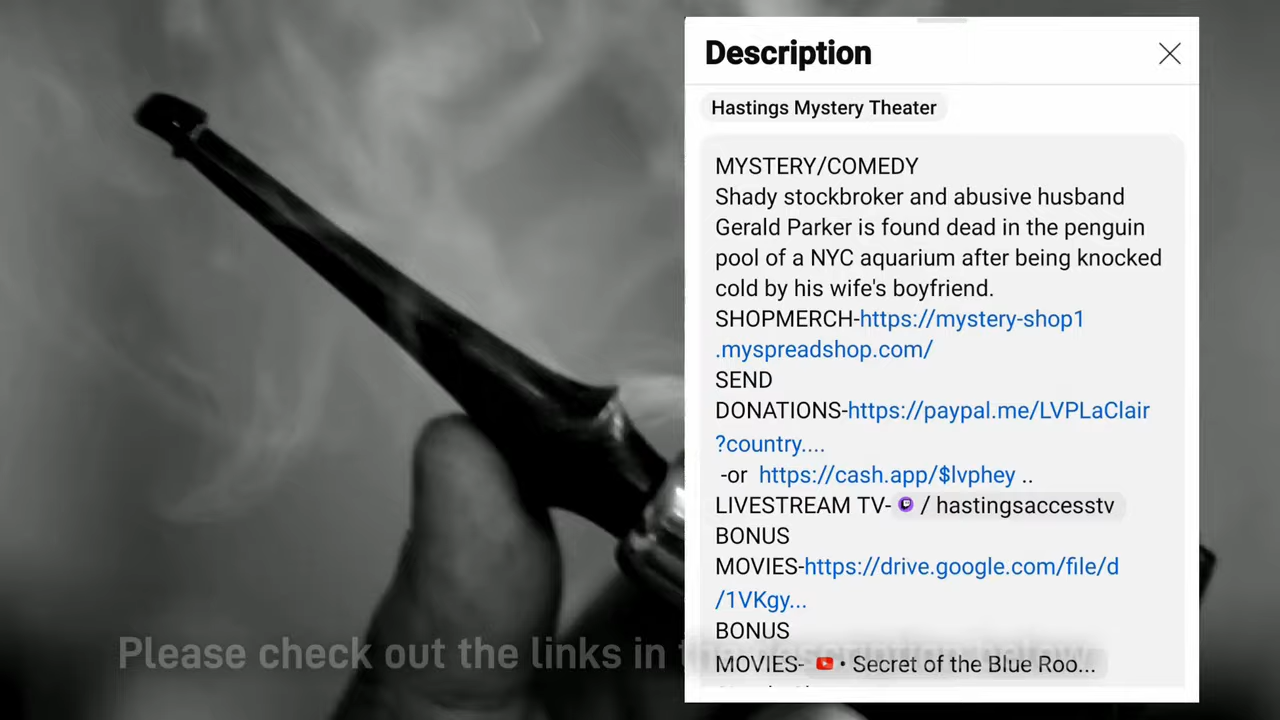 Description
Hastings Mystery Theater
MYSTERY/COMEDY
Shady stockbroker and abusive husband
Gerald Parker is found dead in the penguin
pool of a NYC aquarium after being knocked
cold by his wife's boyfriend.
SHOPMERCH-https://mystery-shop1
.myspreadshop.com/
SEND
DONATIONS-https://paypal.me/LVPLaClair
?country....
-or https://cash.app/$lvphey ..
LIVESTREAM TV- / hastingsaccesstv
BONUS
MOVIES-https://drive.google.com/file/d
/1VKgy...
BONUS
MOVIES- • Secret of the Blue Roo...
Please check out the links in